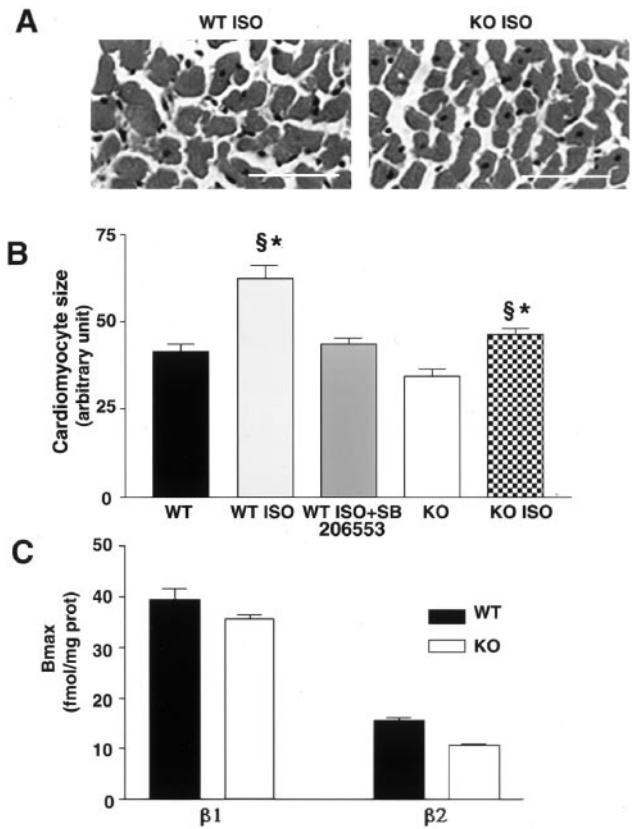 A
WT ISO
KO ISO
B
Cardiomyocyte size
(arbitrary unit)
75
50
25
0
§ *
§ *
WT
WT ISO
WT ISO+SB
206553
KO
KO ISO
C
Bmax
(fmol/mg prot)
50
40
30
20
10
0
WT
KO
β1
β2